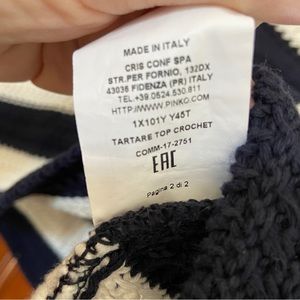 MADE IN ITALY
CRIS CONF SPA
STR.PER FORNIO, 132DX
43036 FIDENZA (PR) ITALY
TEL.+39.0524.530.811
HTTP://WWW.PINKO.COM
1X101Y Y45T
TARTARE TOP CROCHET
COMM-17-2751
EAC
Pagina 2 di 2